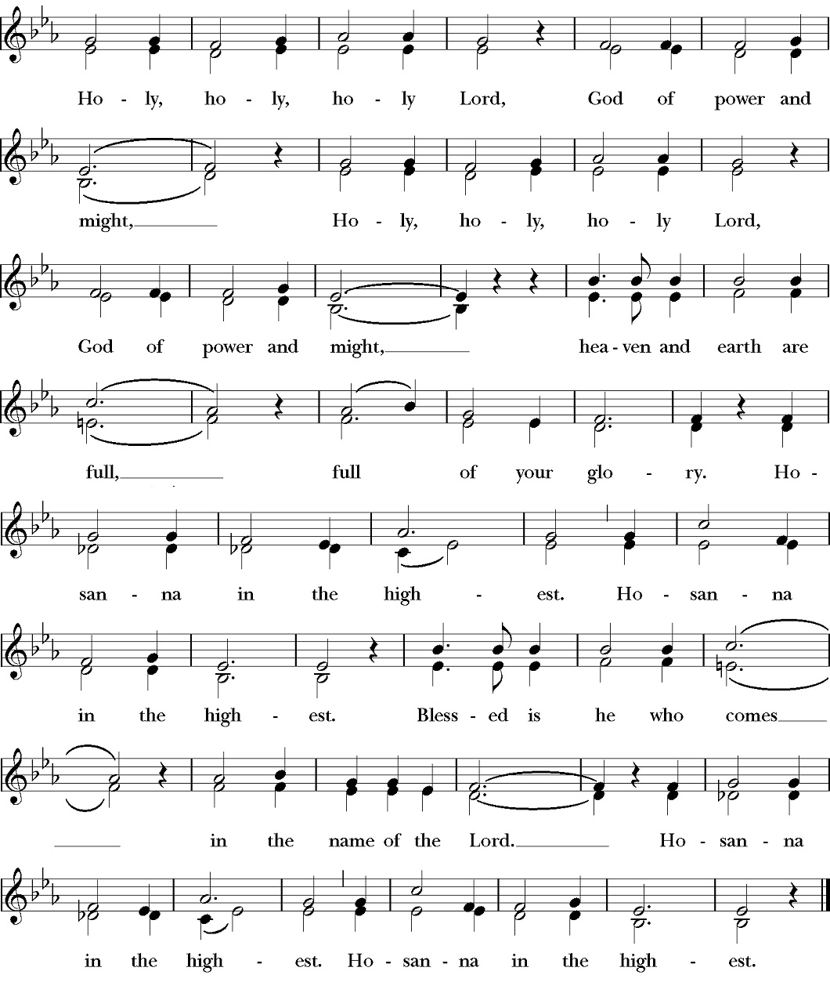 Ho - ly, ho - ly, ho - ly Lord, God of power and
might, Ho - ly, ho - ly, ho - ly Lord,
God of power and might, hea - ven and earth are
full, full of your glo - ry. Ho -
san - na in the high - est. Ho - san - na
in the high - est. Bless - ed is he who comes
in the name of the Lord. Ho - san - na
in the high - est. Ho - san - na in the high - est.